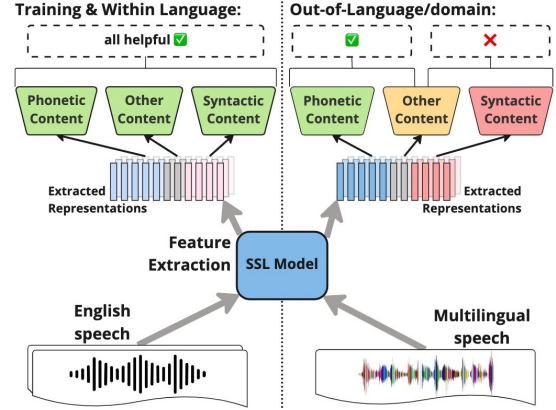 Training & Within Language:
all helpful ✅
Phonetic
Content
Other
Content
Syntactic
Content
Extracted
Representations
Out-of-Language/domain:
✅
❌
Phonetic
Content
Other
Content
Syntactic
Content
Extracted
Representations
Feature
Extraction
SSL Model
English
speech
Multilingual
speech